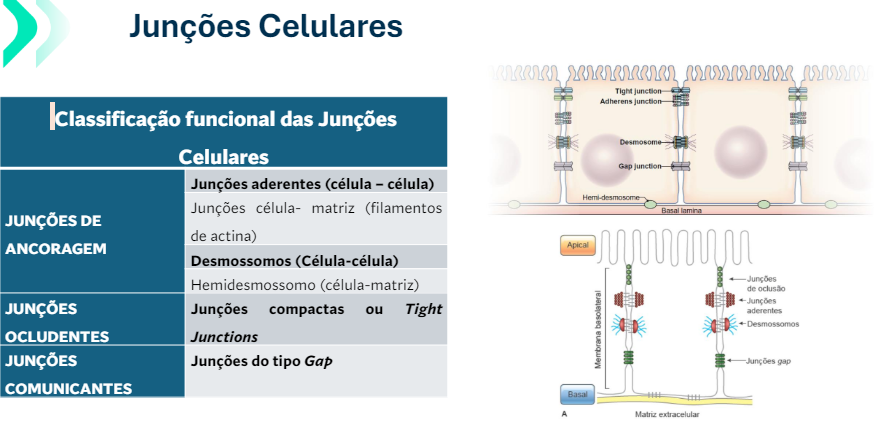 Junções Celulares
Classificação funcional das Junções
Celulares
JUNÇÕES DE
ANCORAGEM
Junções aderentes (célula – célula)
Junções célula- matriz (filamentos
de actina)
Desmossomos (Célula-célula)
Hemidesmossomo (célula-matriz)
JUNÇÕES
OCLUDENTES
Junções compactas ou Tight
Junctions
JUNÇÕES
COMUNICANTES
Junções do tipo Gap
Tight junction
Adherens junction
Desmosome
Gap junction
Hemi-desmosome
Basal lamina
Apical
Membrana basolateral
Junções
de oclusão
Junções
aderentes
Desmossomos
Junções gap
Basal
A
Matriz extracelular